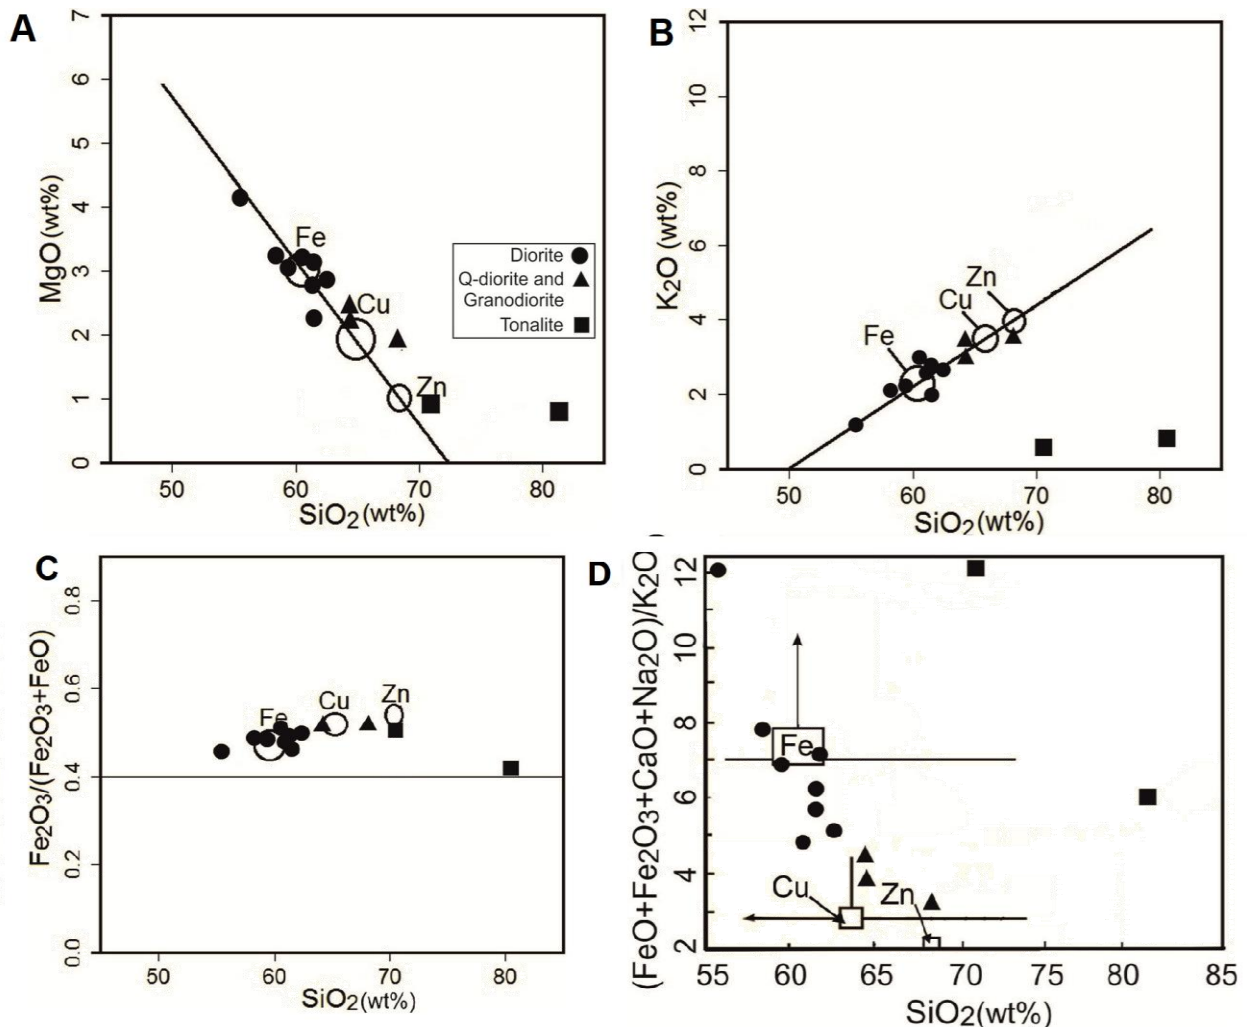 A
7
6
5
4
3
2
1
0
MgO (wt%)
Fe
Cu
Zn
Diorite
Q-diorite and
Granodiorite
Tonalite
50 60 70 80
SiO2 (wt%)
B
12
10
8
6
4
2
0
K2O (wt%)
Fe
Cu
Zn
50 60 70 80
SiO2 (wt%)
C
0.8
0.6
0.4
0.2
0.0
Fe2O3/(Fe2O3+FeO)
Fe
Cu
Zn
50 60 70 80
SiO2 (wt%)
D
12
10
8
6
4
2
(FeO+Fe2O3+CaO+Na2O)/K2O
Fe
Cu
Zn
55 60 65 70 75 80 85
SiO2 (wt%)